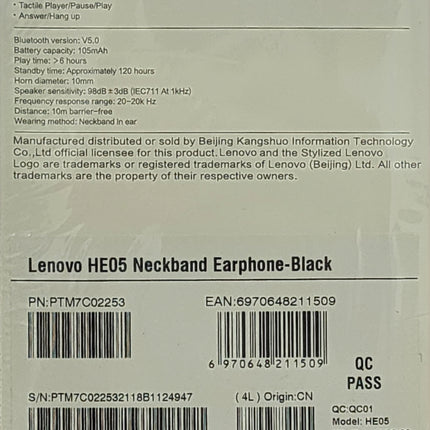 • Tactile Player/Pause/Play
• Answer/Hang up
Bluetooth version: V5.0
Battery capacity: 105mAh
Play time: >6 hours
Standby time: Approximately 120 hours
Horn diameter: 10mm
Speaker sensitivity: 98dB±3dB (IEC711 At 1kHz)
Frequency response range: 20-20k Hz
Distance: 10m barrier-free
Wearing method: Neckband In ear
Manufactured distributed or sold by Beijing Kangshuo Information Technology
Co.,Ltd official licensee for this product. Lenovo and the Stylized Lenovo
Logo are trademarks or registered trademarks of Lenovo (Beijing) Ltd. All other
trademarks are the property of their respective owners.
Lenovo HE05 Neckband Earphone-Black
PN:PTM7C02253
EAN:6970648211509
6 970648 211509
QC
PASS
S/N:PTM7C022532118B1124947
(4L) Origin:CN
QC:QC01
Model: HE05